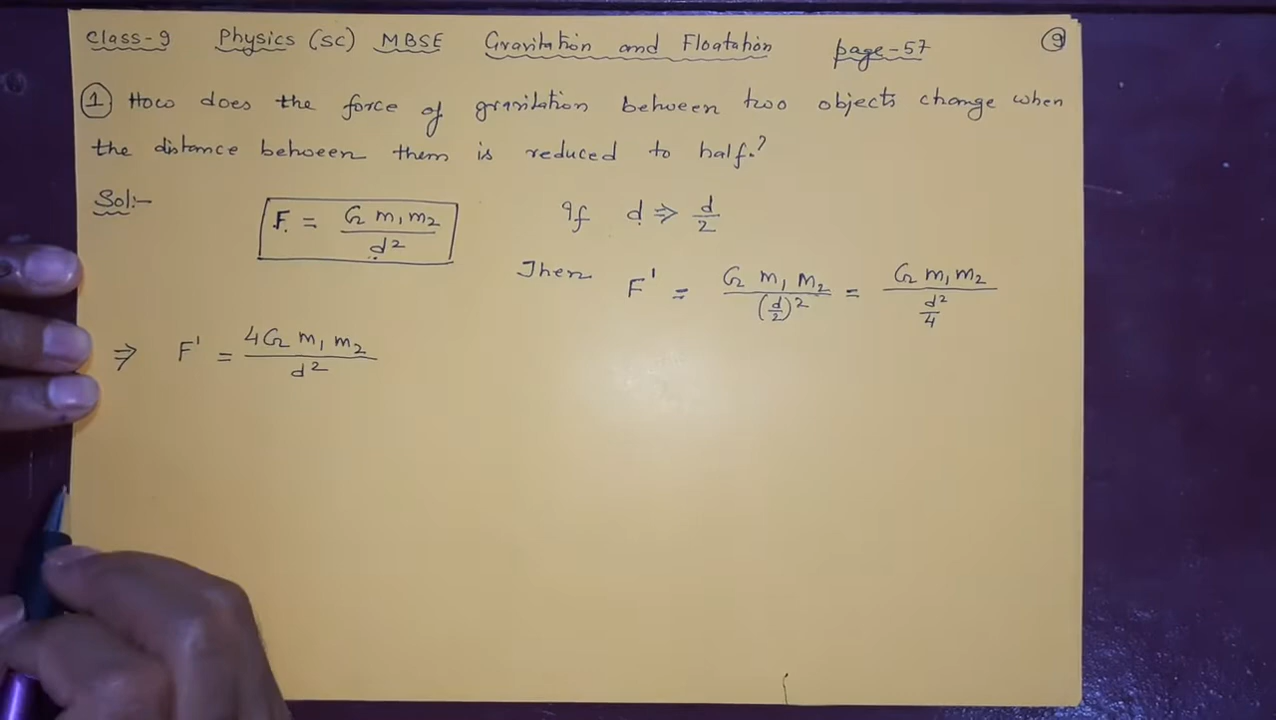 Class-9 Physics (SC) MBSE Gravitation and Floatation page-57 9
1 How does the force of gravitation between two objects change when
the distance between them is reduced to half.?
Sol:- F = G m₁ m₂ / d² If d ⇒ d/2
Then F' = G m₁ m₂ / (d/2)² = G m₁ m₂ / (d²/4)
⇒ F' = 4G m₁ m₂ / d²